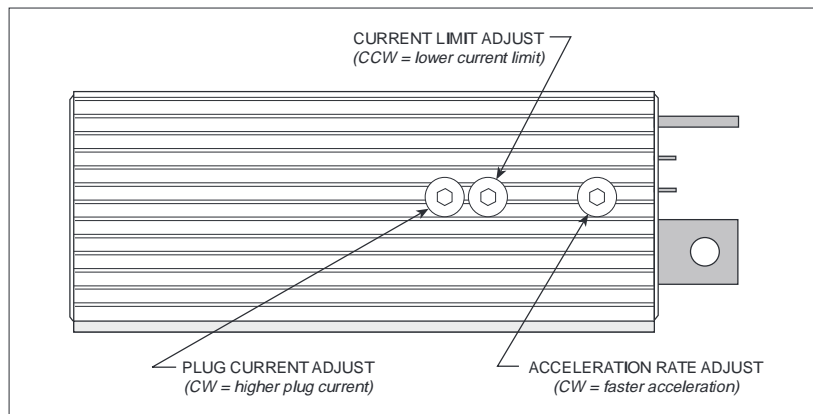 CURRENT LIMIT ADJUST
(CCW = lower current limit)
PLUG CURRENT ADJUST
(CW = higher plug current)
ACCELERATION RATE ADJUST
(CW = faster acceleration)